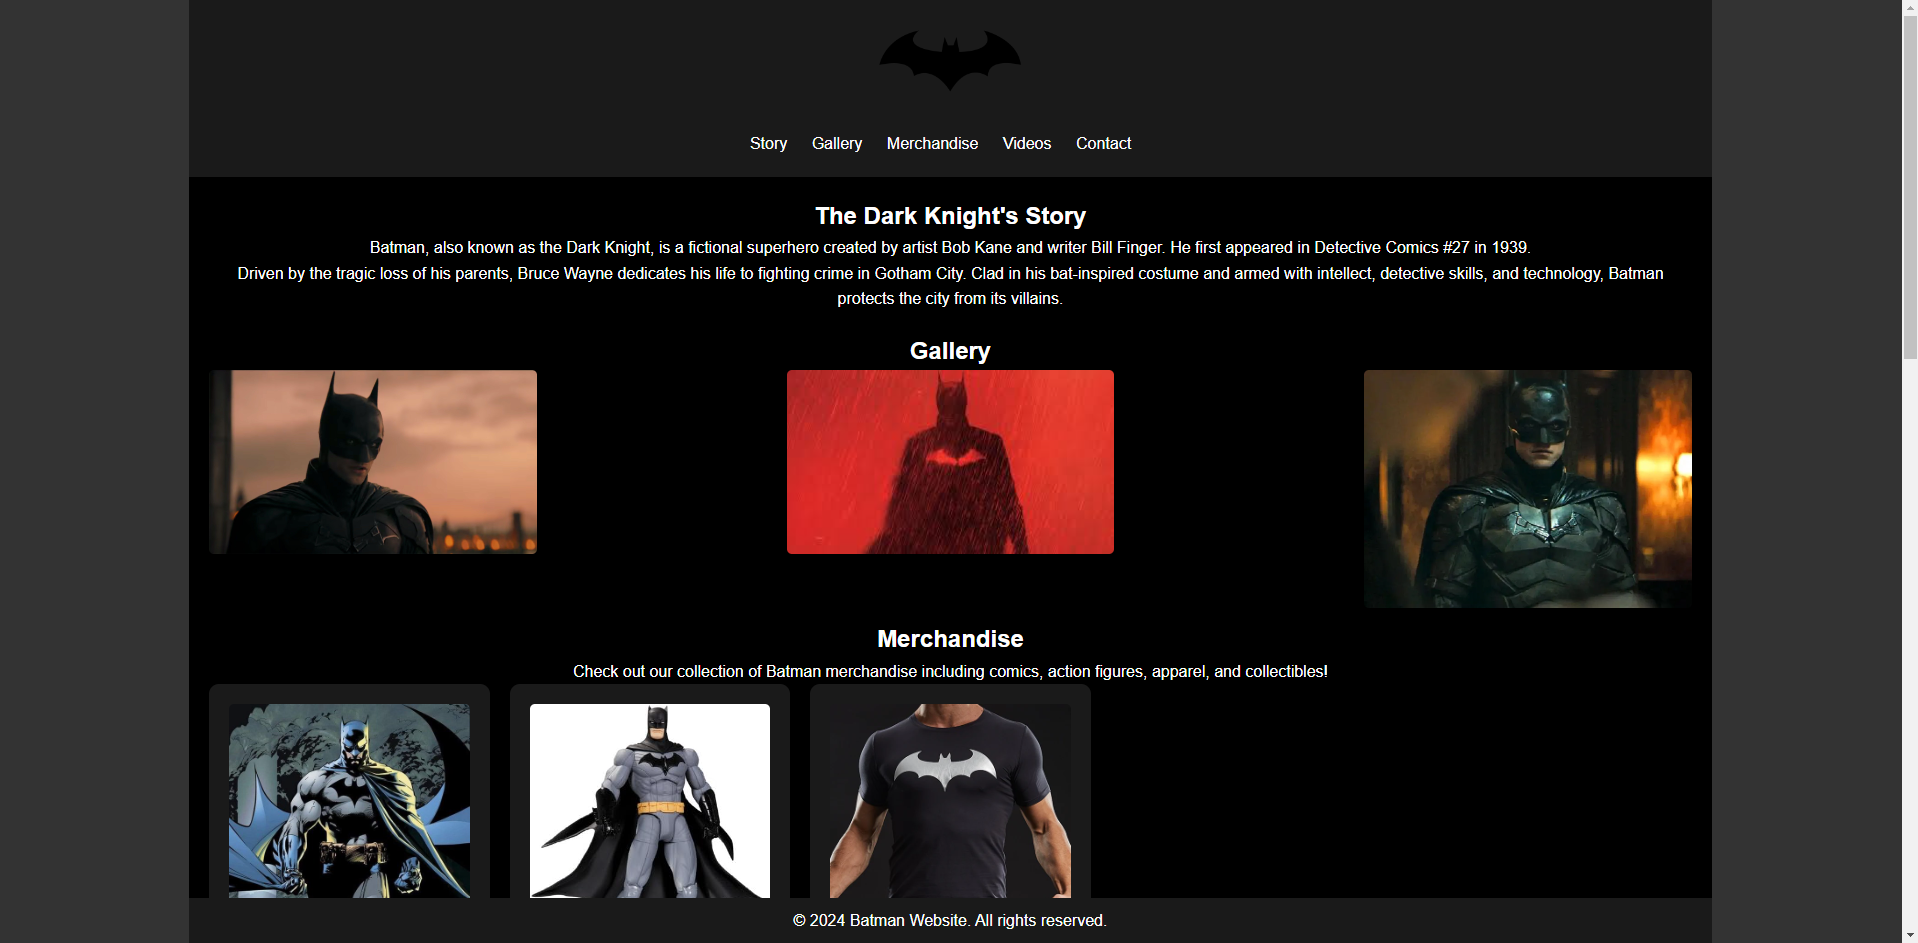 Story Gallery Merchandise Videos Contact
The Dark Knight's Story
Batman, also known as the Dark Knight, is a fictional superhero created by artist Bob Kane and writer Bill Finger. He first appeared in Detective Comics #27 in 1939.
Driven by the tragic loss of his parents, Bruce Wayne dedicates his life to fighting crime in Gotham City. Clad in his bat-inspired costume and armed with intellect, detective skills, and technology, Batman
protects the city from its villains.
Gallery
Merchandise
Check out our collection of Batman merchandise including comics, action figures, apparel, and collectibles!
© 2024 Batman Website. All rights reserved.